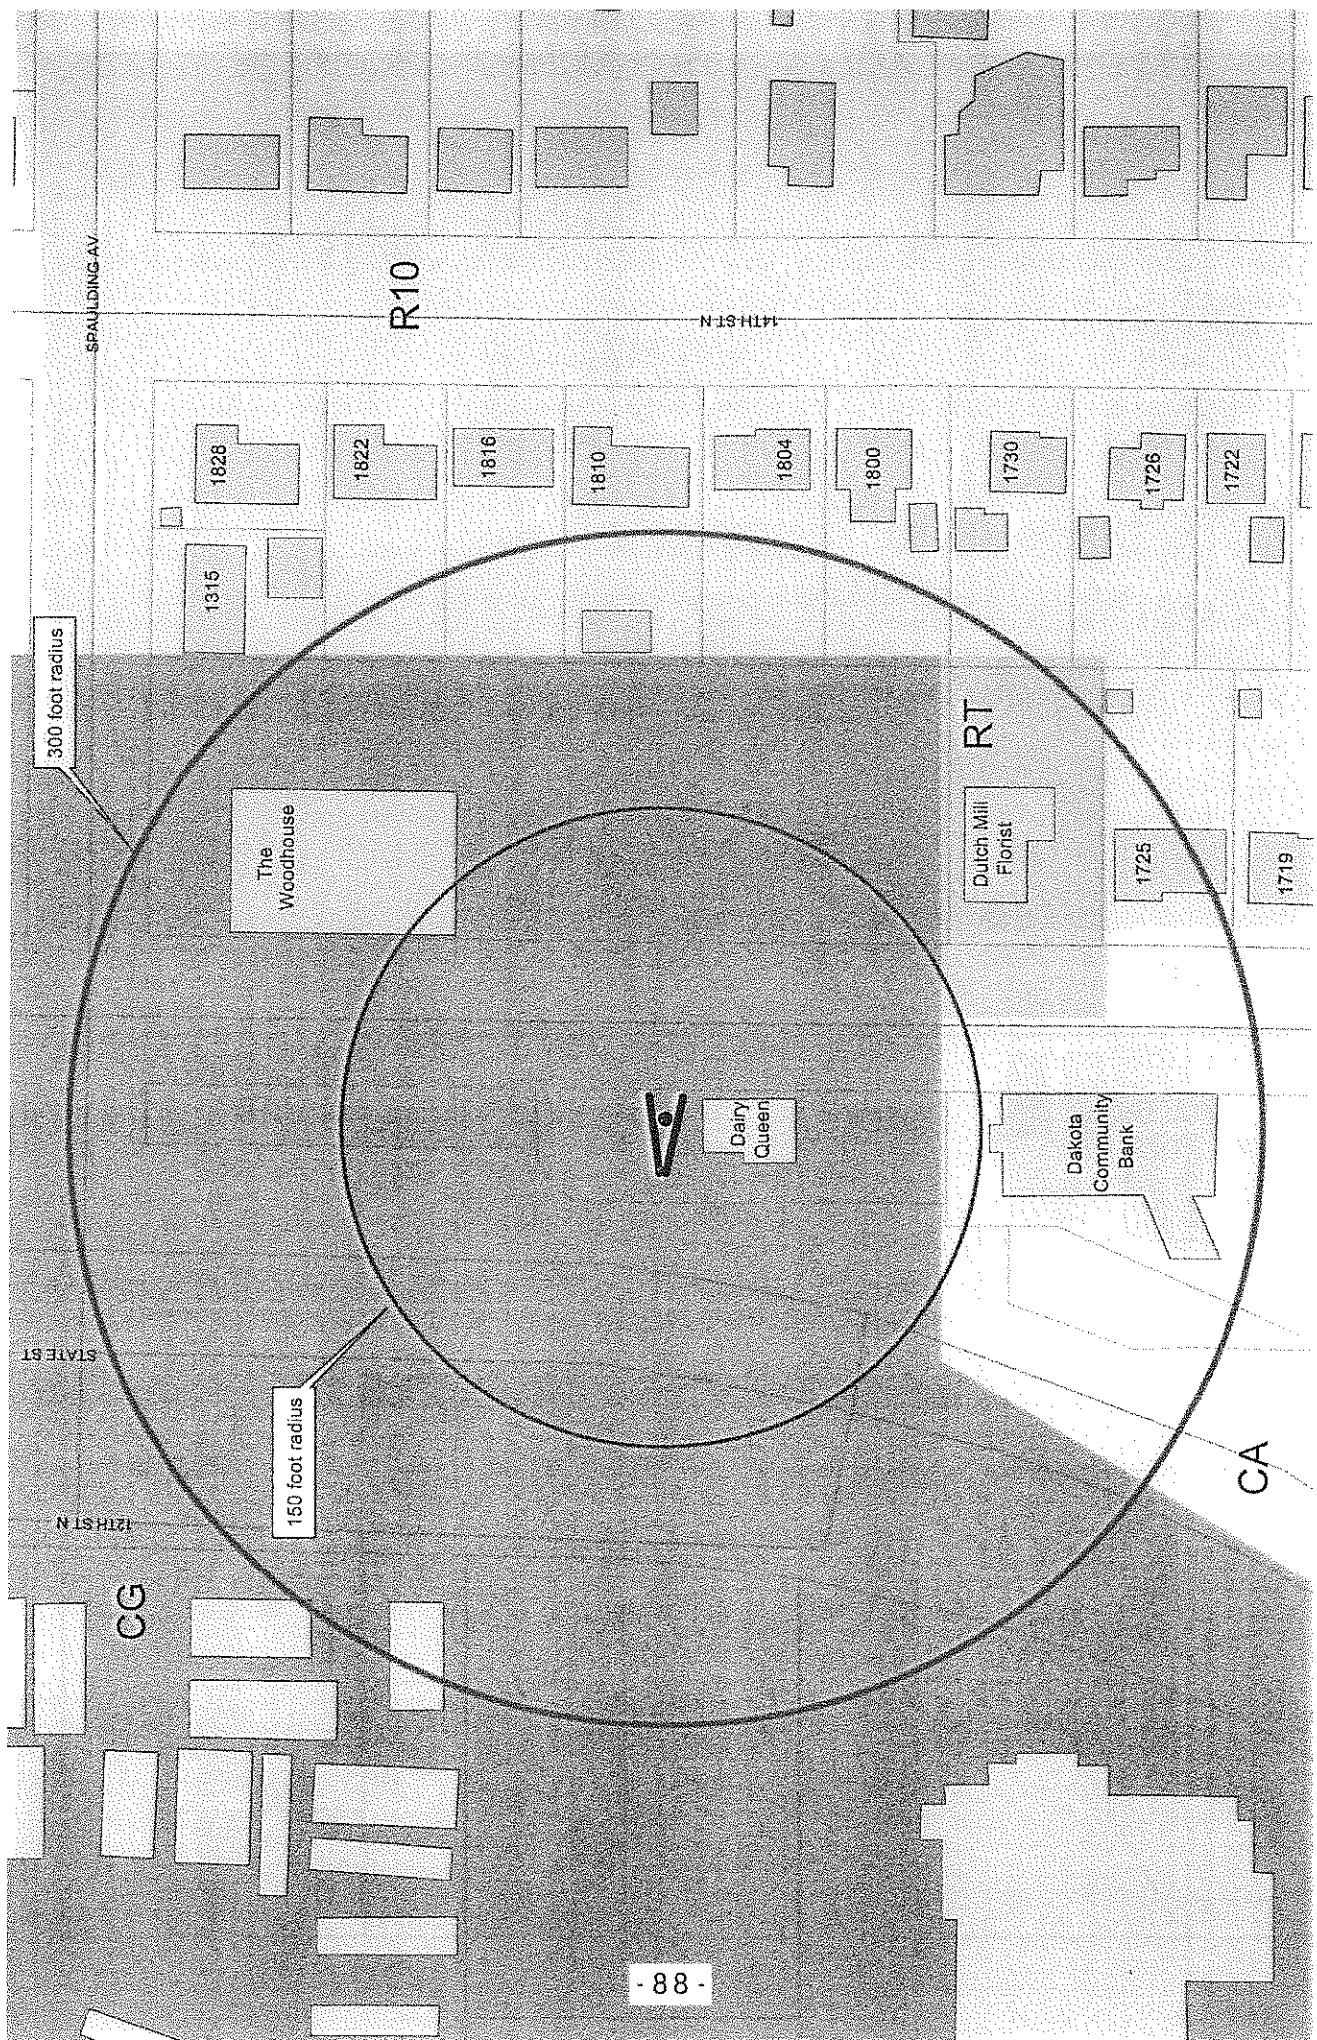 SPAULDING AV
R10
14TH ST N
1828
1822
1816
1810
1804
1800
1730
1726
1722
1315
300 foot radius
The
Woodhouse
RT
Dutch Mill
Florist
1725
1719
Dairy
Queen
Dakota
Community
Bank
STATE ST
150 foot radius
12TH ST N
CG
CA
- 88 -